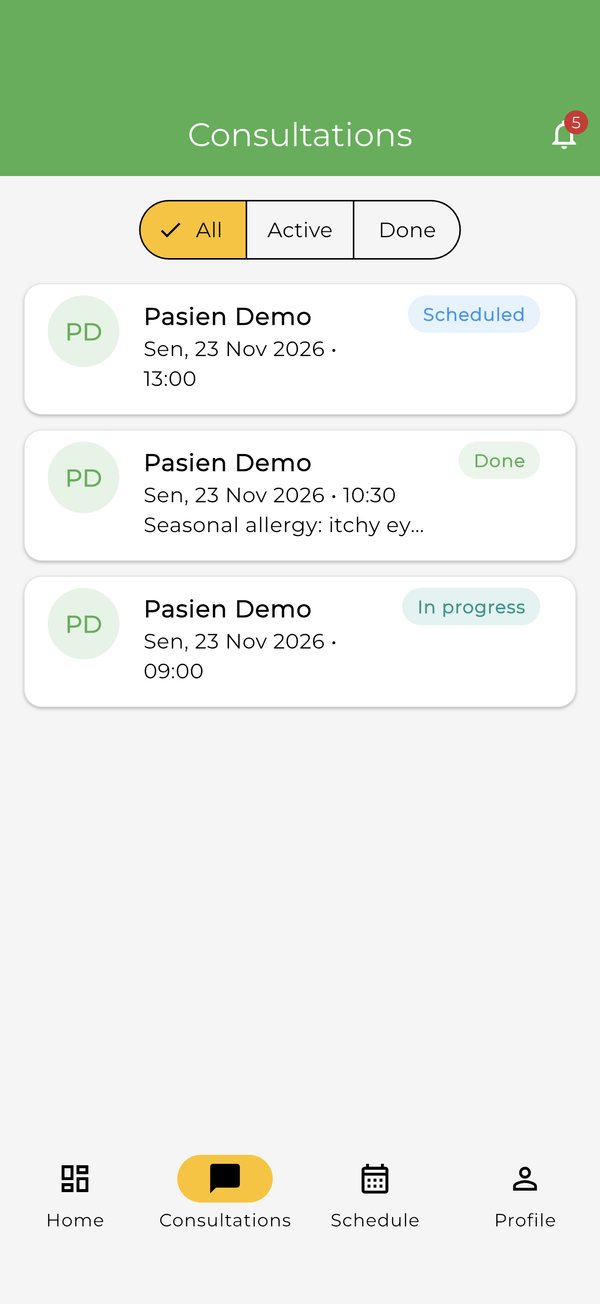 Consultations
5
All
Active
Done
PD
Pasien Demo
Scheduled
Sen, 23 Nov 2026 •
13:00
PD
Pasien Demo
Done
Sen, 23 Nov 2026 • 10:30
Seasonal allergy: itchy ey...
PD
Pasien Demo
In progress
Sen, 23 Nov 2026 •
09:00
Home
Consultations
Schedule
Profile